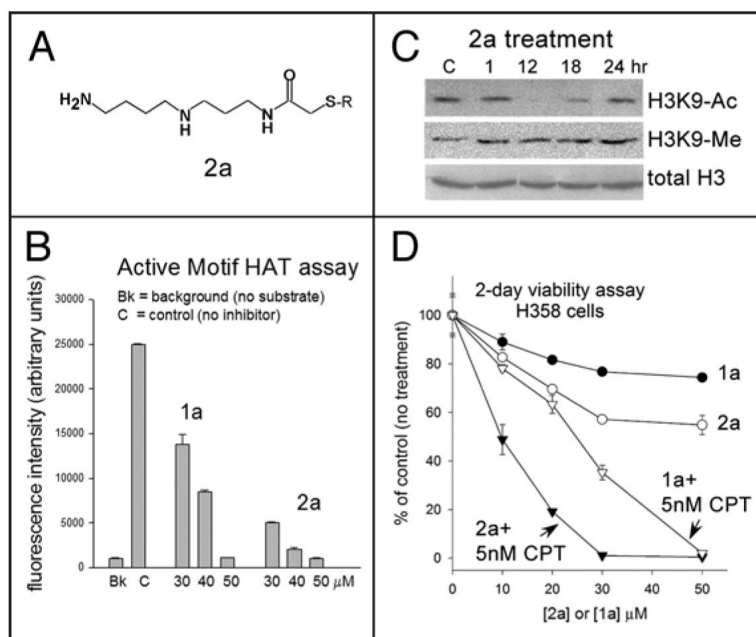 A
H₂N
N
H
N
H
O
S-R
2a
C
2a treatment
C 1 12 18 24 hr
H3K9-Ac
H3K9-Me
total H3
B
Active Motif HAT assay
Bk = background (no substrate)
C = control (no inhibitor)
fluorescence intensity (arbitrary units)
30000
25000
20000
15000
10000
5000
0
1a
2a
Bk C 30 40 50 30 40 50 μM
D
2-day viability assay
H358 cells
% of control (no treatment)
100
80
60
40
20
0
1a
2a
1a+
5nM CPT
2a+
5nM CPT
0 10 20 30 40 50
[2a] or [1a] μM